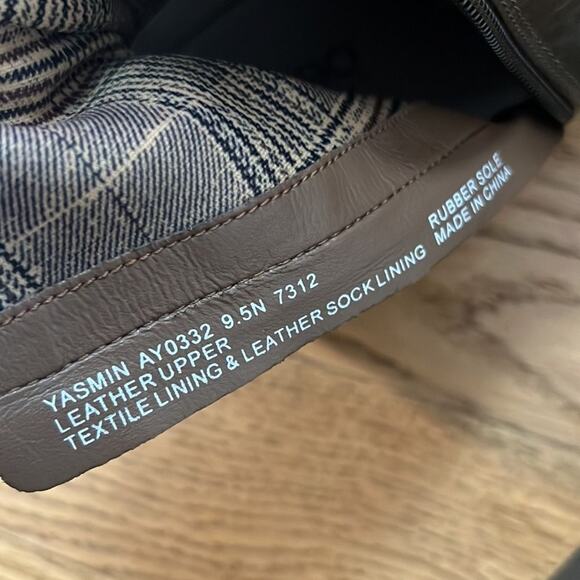 YASMIN AY0332 9.5N 7312
LEATHER UPPER
TEXTILE LINING & LEATHER SOCK LINING
RUBBER SOLE
MADE IN CHINA